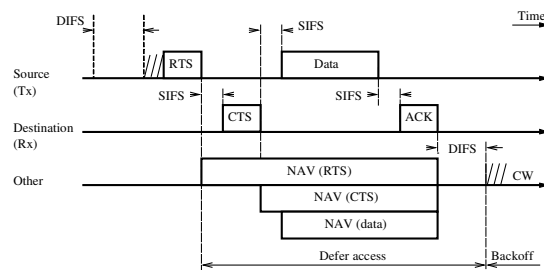 DIFS
SIFS
Time
RTS
Data
Source
(Tx)
SIFS
SIFS
CTS
ACK
Destination
(Rx)
DIFS
NAV (RTS)
Other
CW
NAV (CTS)
NAV (data)
Defer access
Backoff